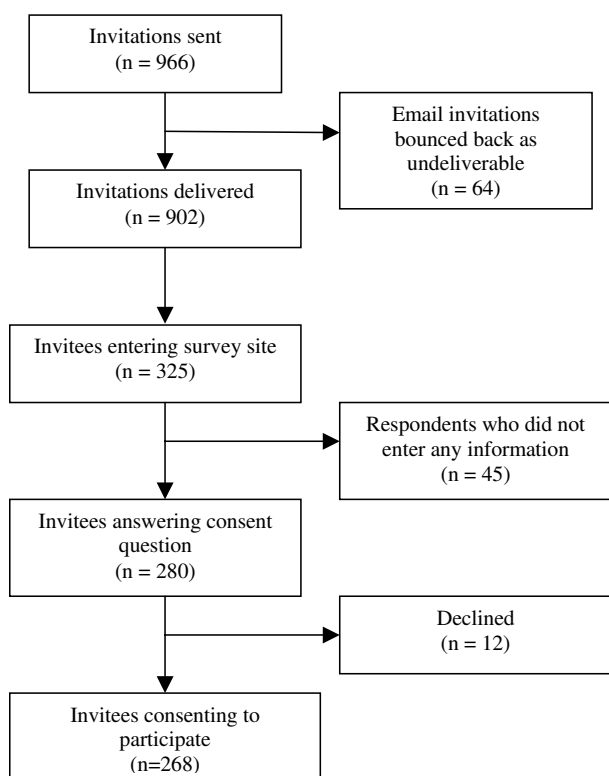 Invitations sent
(n = 966)
Email invitations
bounced back as
undeliverable
(n = 64)
Invitations delivered
(n = 902)
Invitees entering survey site
(n = 325)
Respondents who did not
enter any information
(n = 45)
Invitees answering consent
question
(n = 280)
Declined
(n = 12)
Invitees consenting to
participate
(n=268)